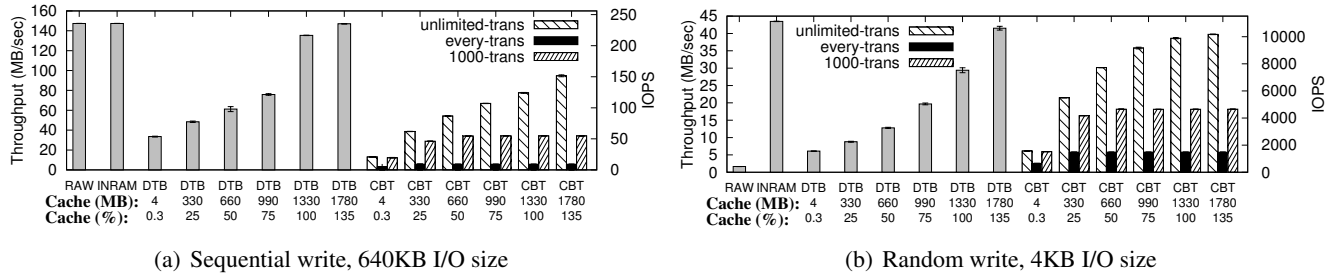 160
140
120
100
80
60
40
20
0
Throughput (MB/sec)
250
200
150
100
50
0
IOPS
unlimited-trans
every-trans
1000-trans
RAW INRAM DTB DTB DTB DTB DTB DTB CBT CBT CBT CBT CBT CBT
Cache (MB): 4 330 660 990 1330 1780 4 330 660 990 1330 1780
Cache (%): 0.3 25 50 75 100 135 0.3 25 50 75 100 135
(a) Sequential write, 640KB I/O size
45
40
35
30
25
20
15
10
5
0
Throughput (MB/sec)
10000
8000
6000
4000
1500
0
IOPS
unlimited-trans
every-trans
1000-trans
RAW INRAM DTB DTB DTB DTB DTB DTB CBT CBT CBT CBT CBT CBT
Cache (MB): 4 330 660 990 1330 1780 4 330 660 990 1330 1780
Cache (%): 0.3 25 50 75 100 135 0.3 25 50 75 100 135
(b) Random write, 4KB I/O size